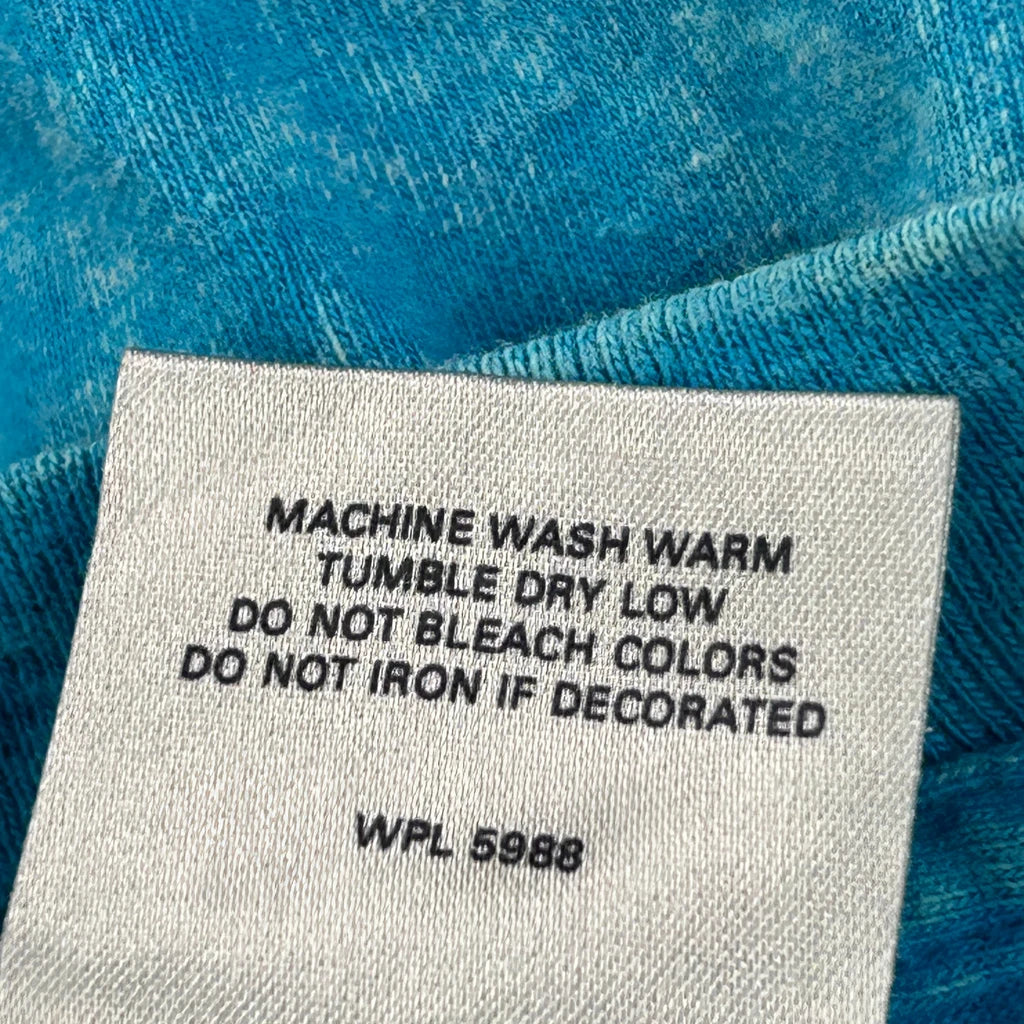 MACHINE WASH WARM
TUMBLE DRY LOW
DO NOT BLEACH COLORS
DO NOT IRON IF DECORATED
WPL 5988